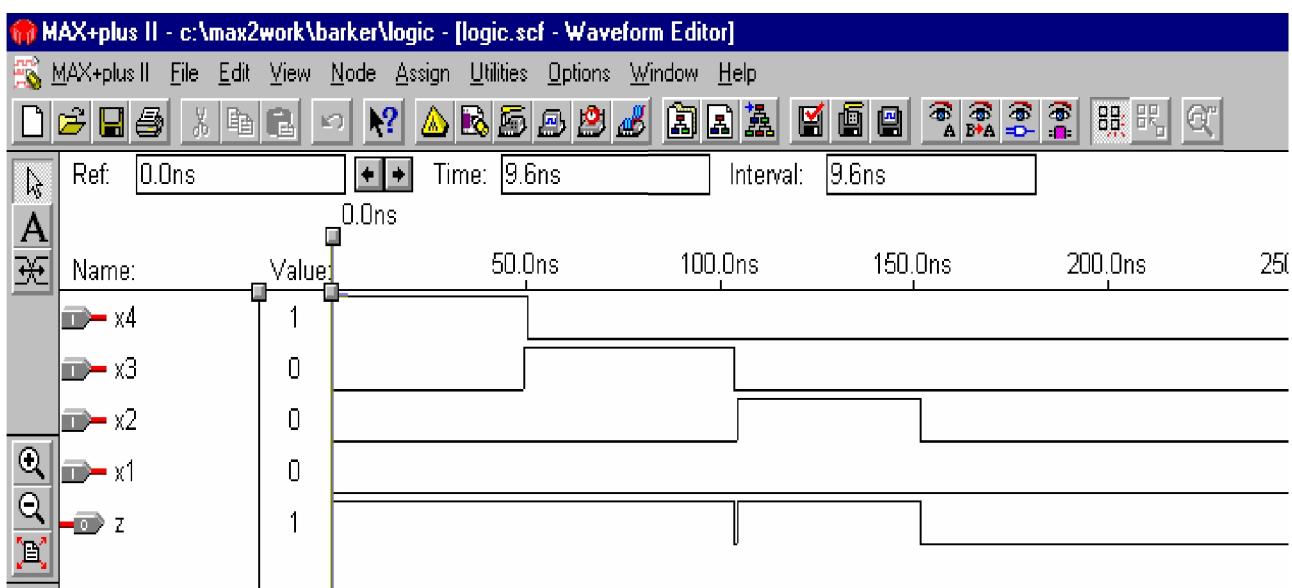 MAX+plus II - c:\max2work\barker\logic - [logic.scf - Waveform Editor]
MAX+plus II File Edit View Node Assign Utilities Options Window Help
A B►A
Ref: 0.0ns Time: 9.6ns Interval: 9.6ns
A
0.0ns
Name: Value: 50.0ns 100.0ns 150.0ns 200.0ns 250
I x4 1
I x3 0
I x2 0
I x1 0
O z 1